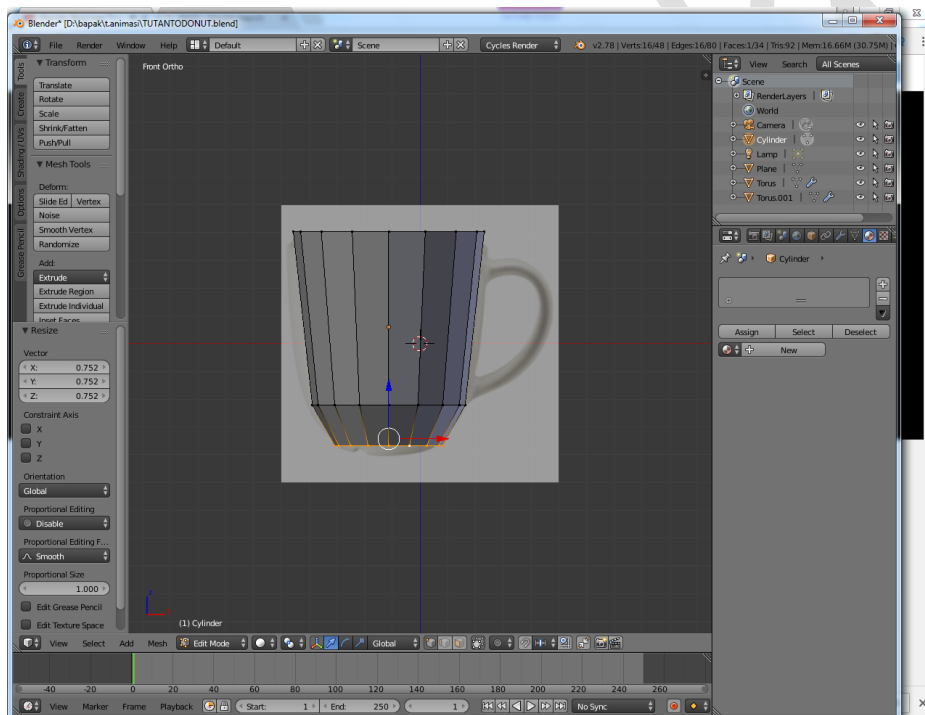 Blender* [D:\bapak\t.animasi\TUTANTODONUT.blend]
File Render Window Help Default Scene Cycles Render v2.78 | Verts:16/48 | Edges:16/80 | Faces:1/34 | Tris:92 | Mem:16.66M (30.75M) |
Tools
Create
Shading / UVs
Options
Grease Pencil
Transform
Translate
Rotate
Scale
Shrink/Fatten
Push/Pull
Mesh Tools
Deform:
Slide Ed Vertex
Noise
Smooth Vertex
Randomize
Add:
Extrude
Extrude Region
Extrude Individual
Inset Faces
Resize
Vector
X: 0.752
Y: 0.752
Z: 0.752
Constraint Axis
X
Y
Z
Orientation
Global
Proportional Editing
Disable
Proportional Editing F...
Smooth
Proportional Size
1.000
Edit Grease Pencil
Edit Texture Space
Front Ortho
z
(1) Cylinder
View Search All Scenes
Scene
RenderLayers |
World
Camera |
Cylinder |
Lamp |
Plane |
Torus |
Torus.001 |
Cylinder
Assign Select Deselect
New
View Select Add Mesh Edit Mode Global
-40 -20 0 20 40 60 80 100 120 140 160 180 200 220 240 260
View Marker Frame Playback Start: 1 End: 250 1 No Sync